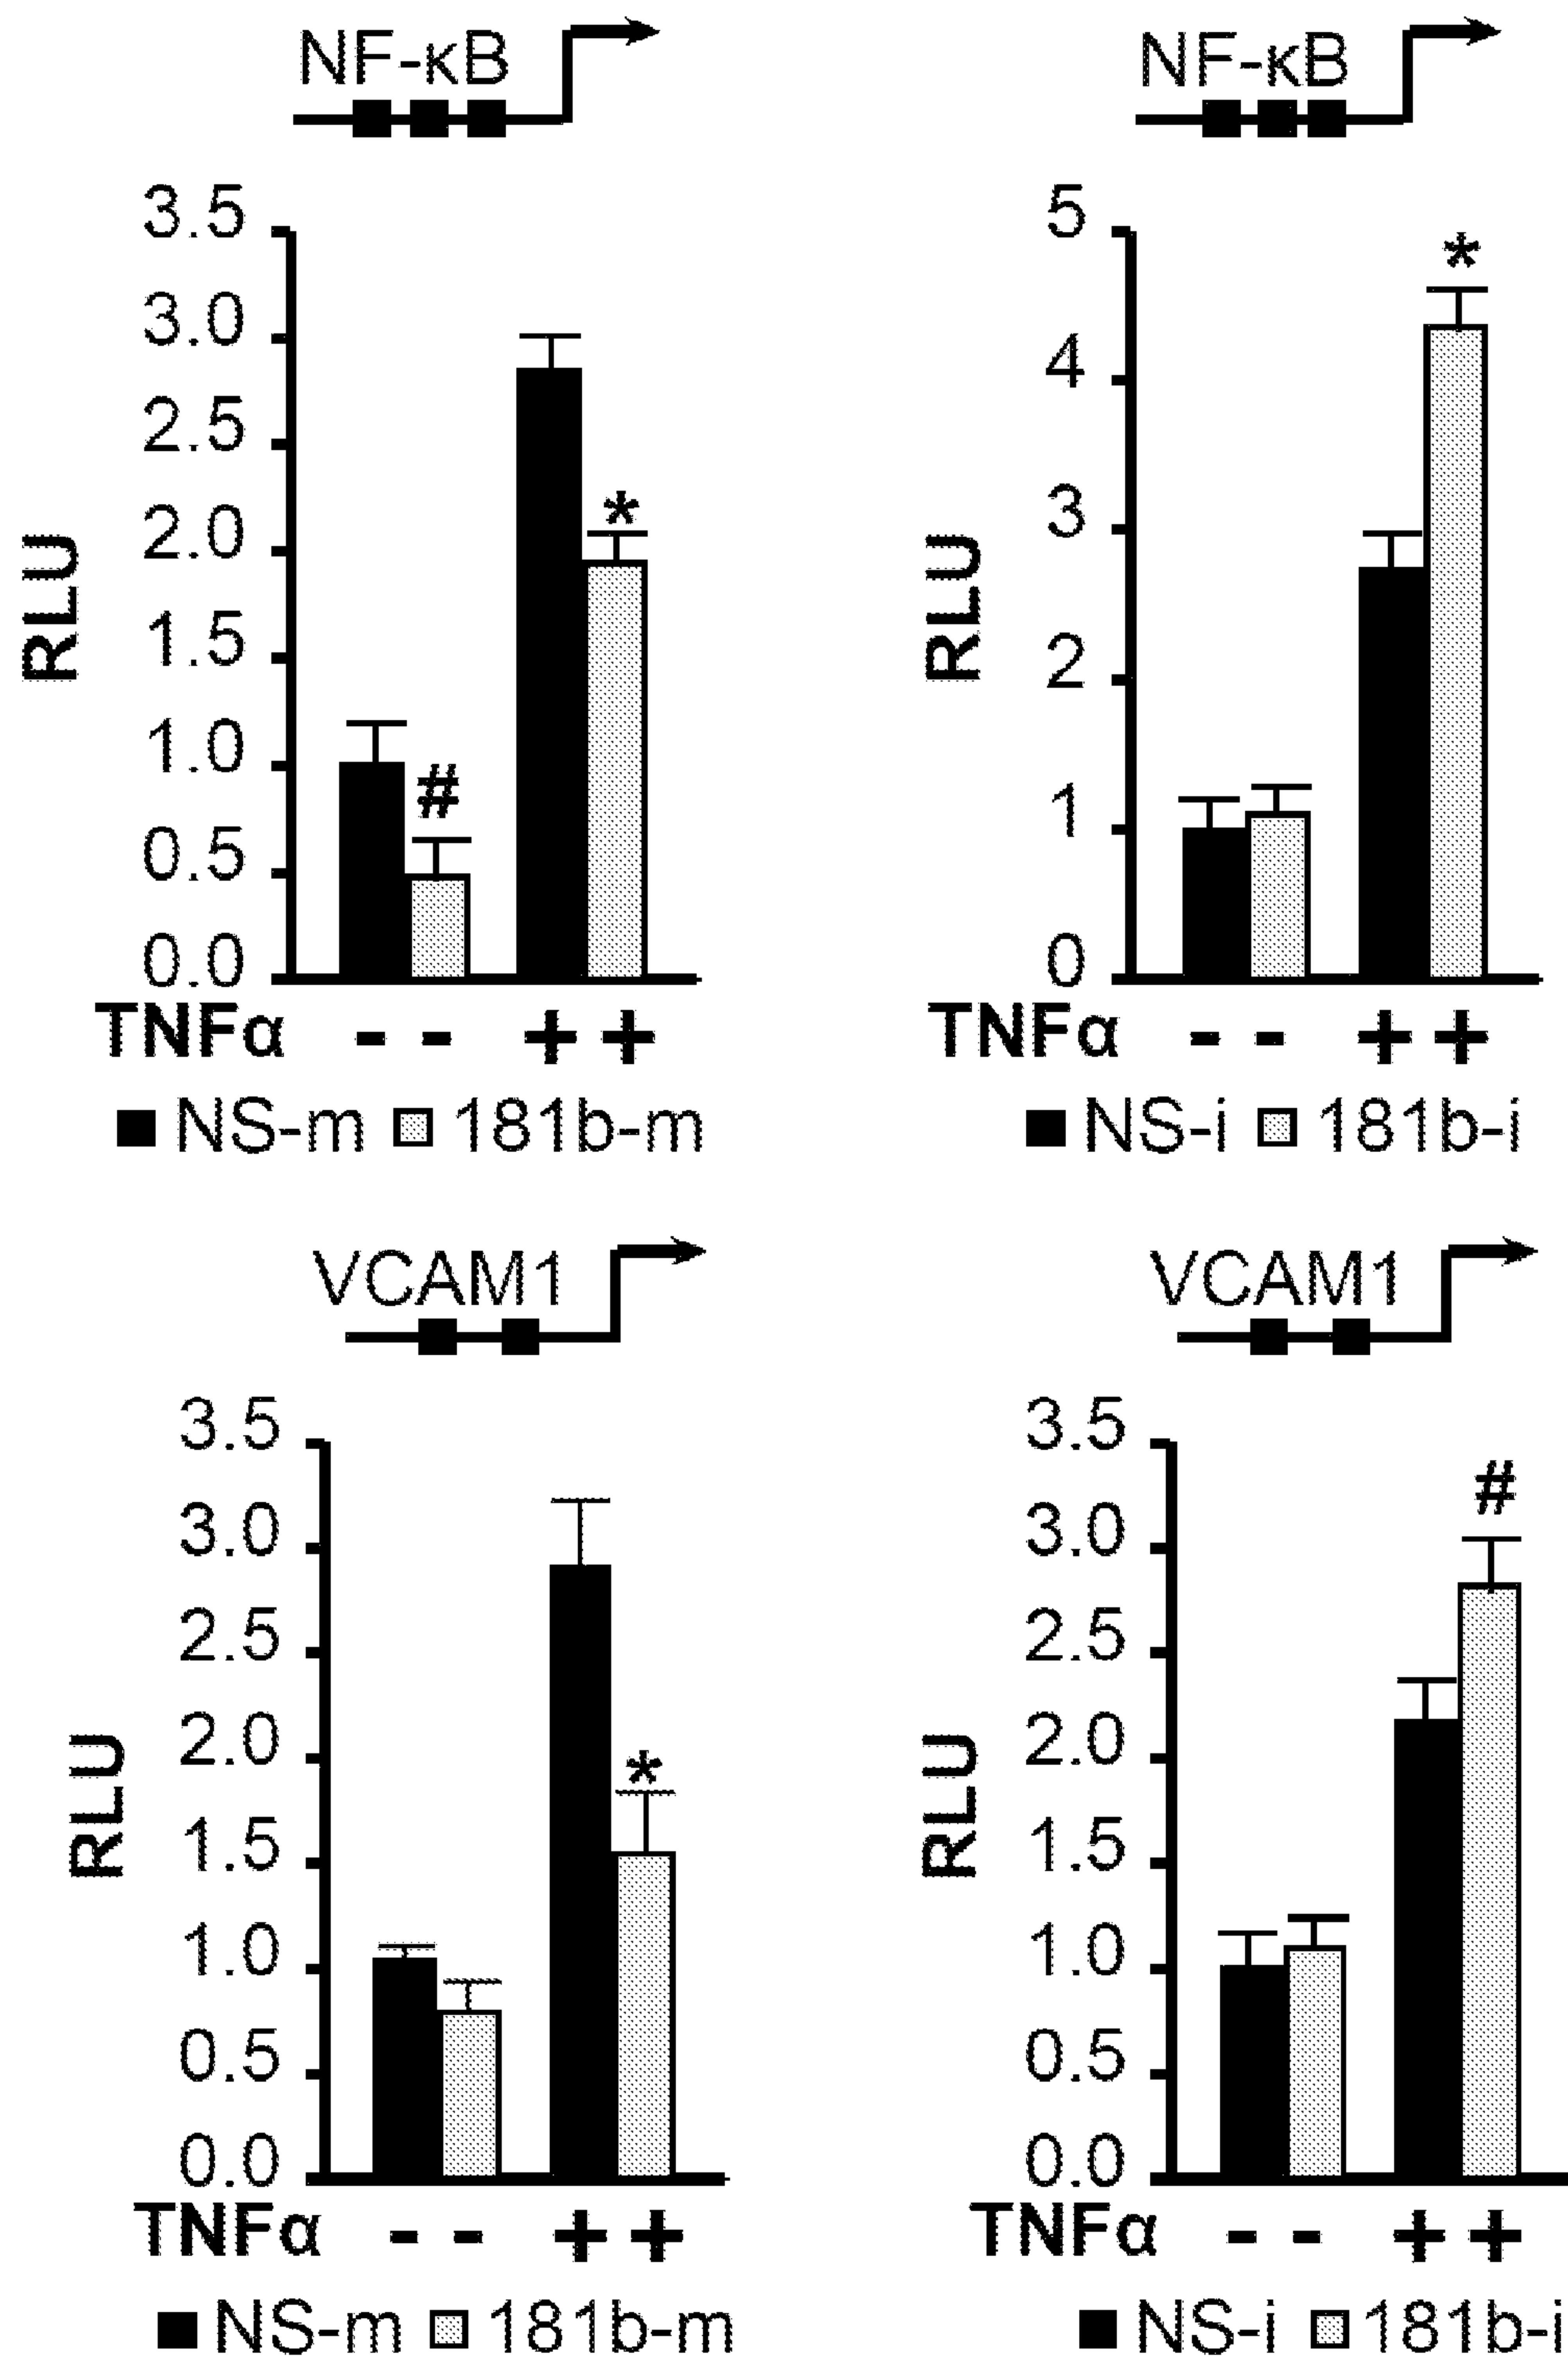 NF-κB
3.5
3.0
2.5
2.0
1.5
1.0
0.5
0.0
RLU
#
*
TNFα - - + +
NS-m 181b-m
NF-κB
5
4
3
2
1
0
RLU
*
TNFα - - + +
NS-i 181b-i
VCAM1
3.5
3.0
2.5
2.0
1.5
1.0
0.5
0.0
RLU
*
TNFα - - + +
NS-m 181b-m
VCAM1
3.5
3.0
2.5
2.0
1.5
1.0
0.5
0.0
RLU
#
TNFα - - + +
NS-i 181b-i